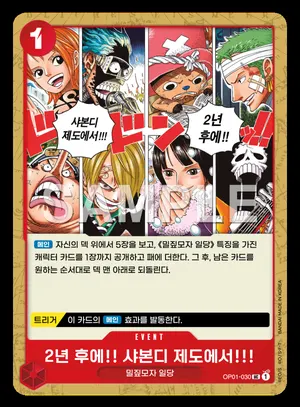 1
샤본디
제도에서!!!
2년
후에!!
SAMPLE
메인 자신의 덱 위에서 5장을 보고, 《밀짚모자 일당》 특징을 가진
캐릭터 카드를 1장까지 공개하고 패에 더한다. 그 후, 남은 카드를
원하는 순서대로 덱 맨 아래로 되돌린다.
트리거 이 카드의 메인 효과를 발동한다.
EVENT
2년 후에!! 샤본디 제도에서!!!
밀짚모자 일당
OP01-030 UC 1